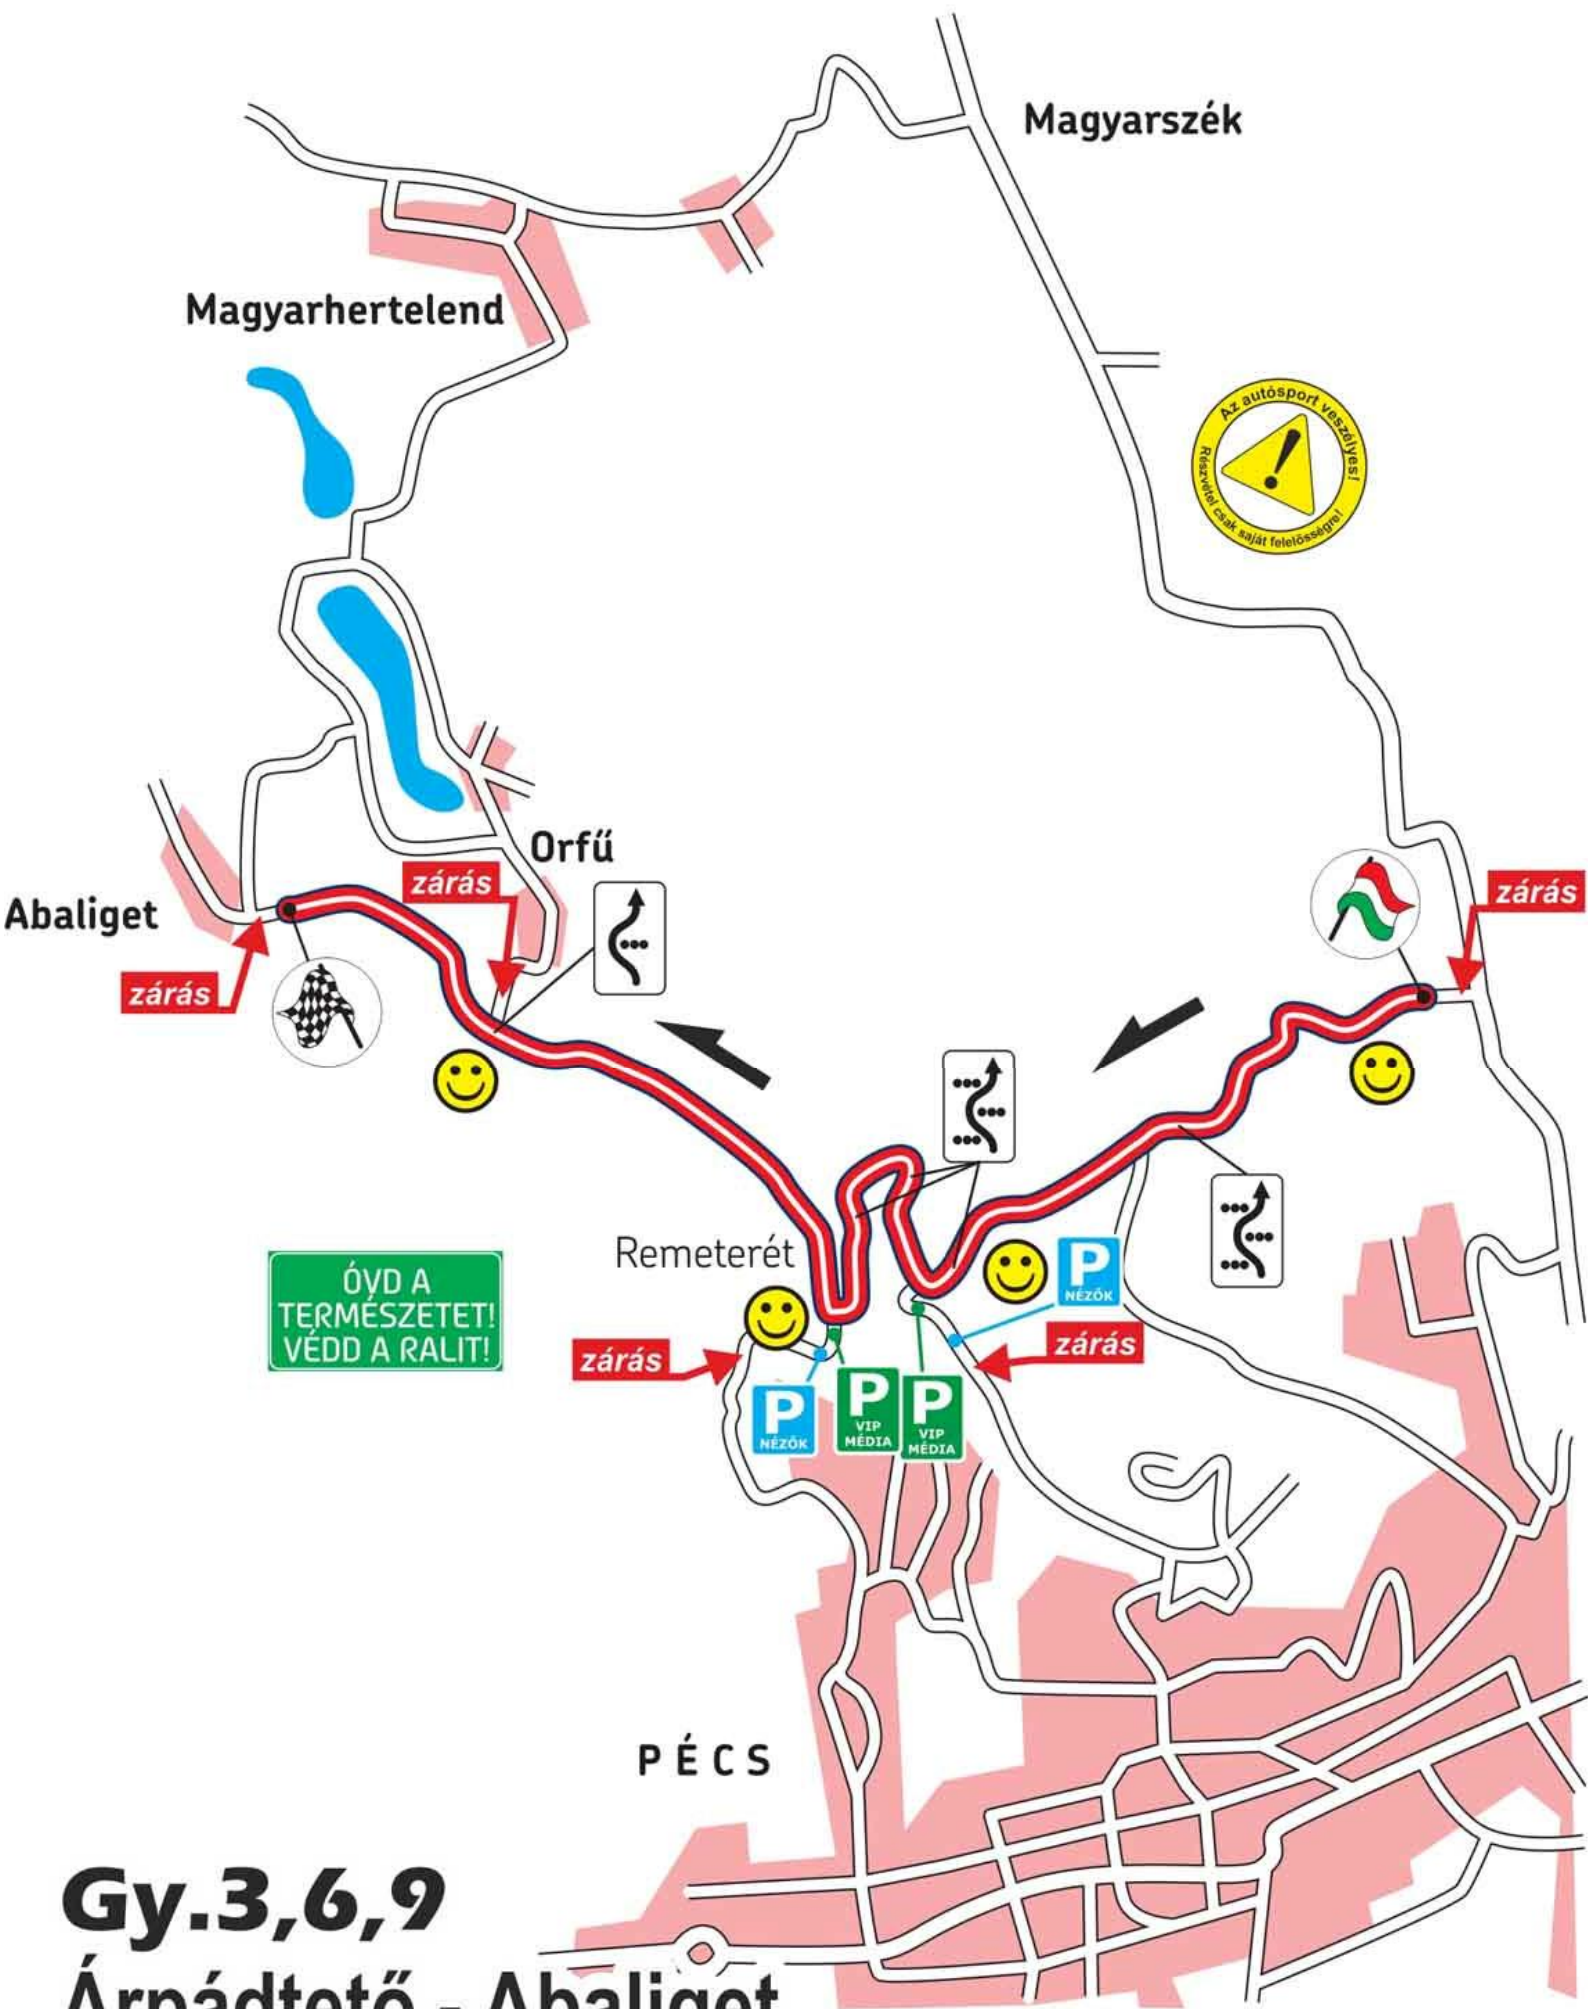 Magyarszék
Magyarhertelend
Az autósport veszélyes!
Részvétel csak saját felelősségre!
Orfű
zárás
zárás
Abaliget
zárás
Remeterét
P
NÉZŐK
ÓVD A
TERMÉSZETET!
VÉDD A RALIT!
zárás
zárás
P
NÉZŐK
P
VIP
MÉDIA
P
VIP
MÉDIA
PÉCS
Gy.3,6,9
Árpádtető - Abaliget